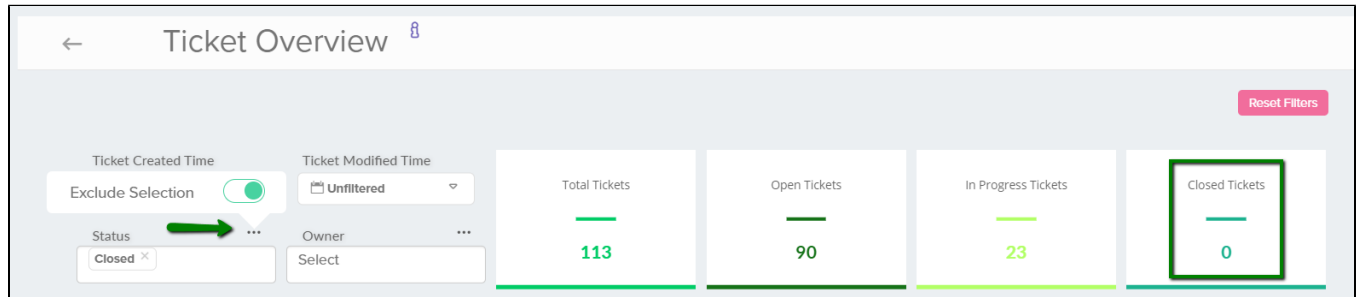 Ticket Overview
Reset Filters
Ticket Created Time
Ticket Modified Time
Exclude Selection
Unfiltered
Status
Closed ×
Owner
Select
Total Tickets
113
Open Tickets
90
In Progress Tickets
23
Closed Tickets
0